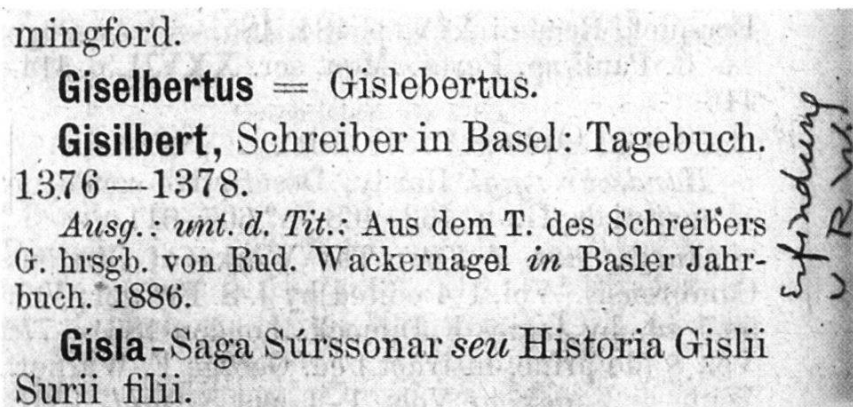 mingford.
Giselbertus = Gislebertus.
Gisilbert, Schreiber in Basel: Tagebuch.
1376—1378.
Ausg.: unt. d. Tit.: Aus dem T. des Schreibers
G. hrsgb. von Rud. Wackernagel in Basler Jahr-
buch. 1886.
Gisla-Saga Súrssonar seu Historia Gislii
Surii filii.
Erfindung
v R.W.!